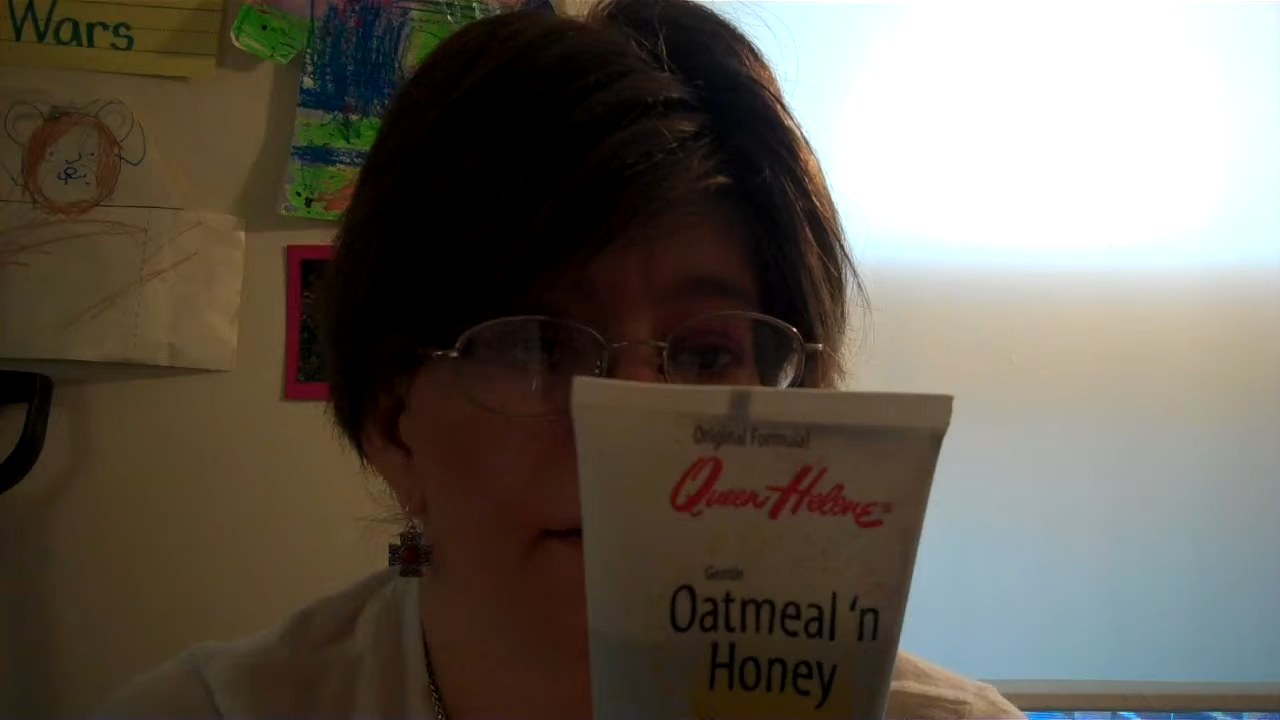 Wars
Original Formula!
Queen Helene
Gentle
Oatmeal 'n
Honey